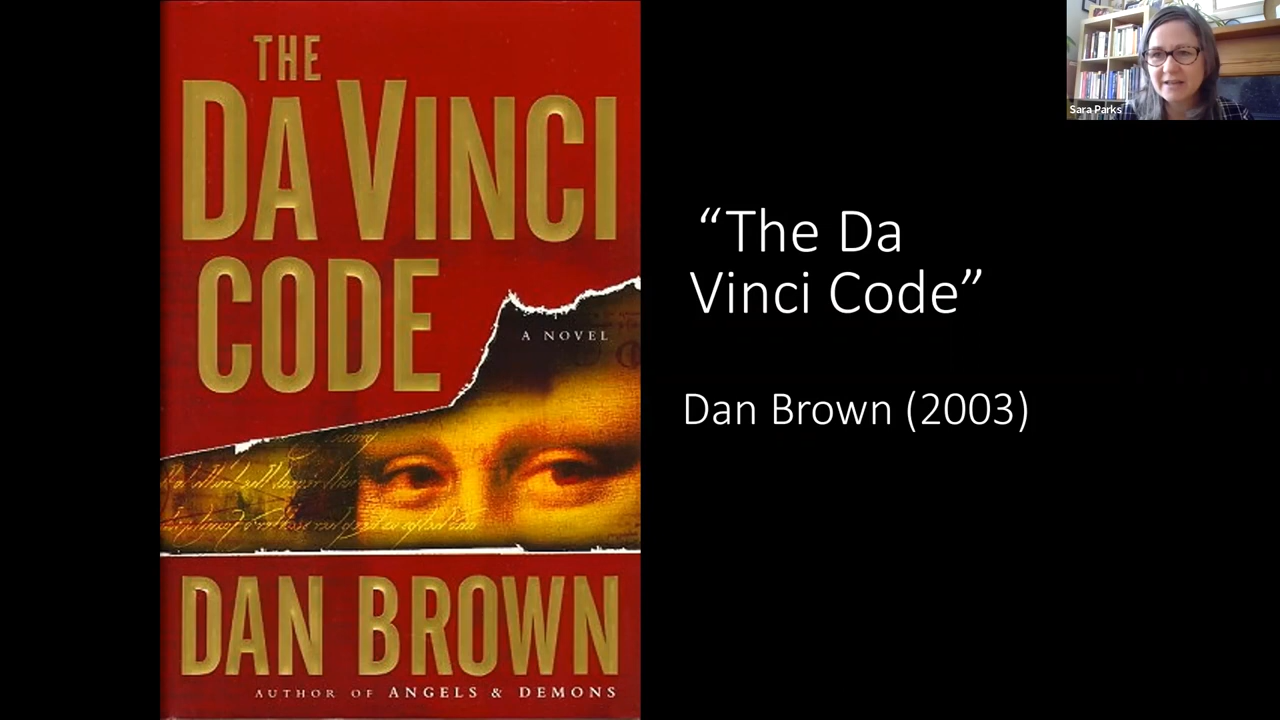 THE
DA VINCI
CODE
A NOVEL
DAN BROWN
AUTHOR OF ANGELS & DEMONS
“The Da
Vinci Code”
Dan Brown (2003)
Sara Parks